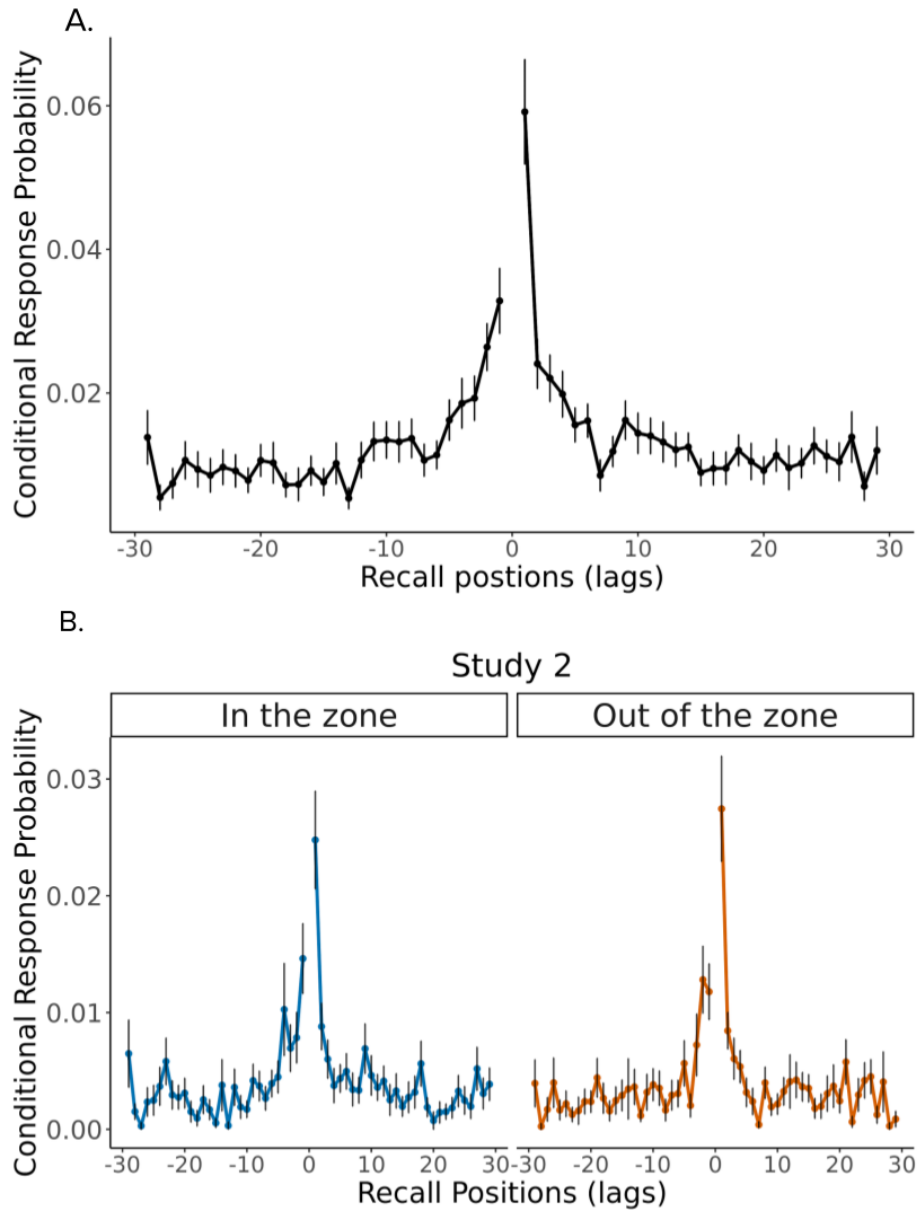 A.
Conditional Response Probability
0.06
0.04
0.02
-30 -20 -10 0 10 20 30
Recall postions (lags)
B.
Study 2
In the zone Out of the zone
Conditional Response Probability
0.03
0.02
0.01
0.00
-30 -20 -10 0 10 20 30 -30 -20 -10 0 10 20 30
Recall Positions (lags)